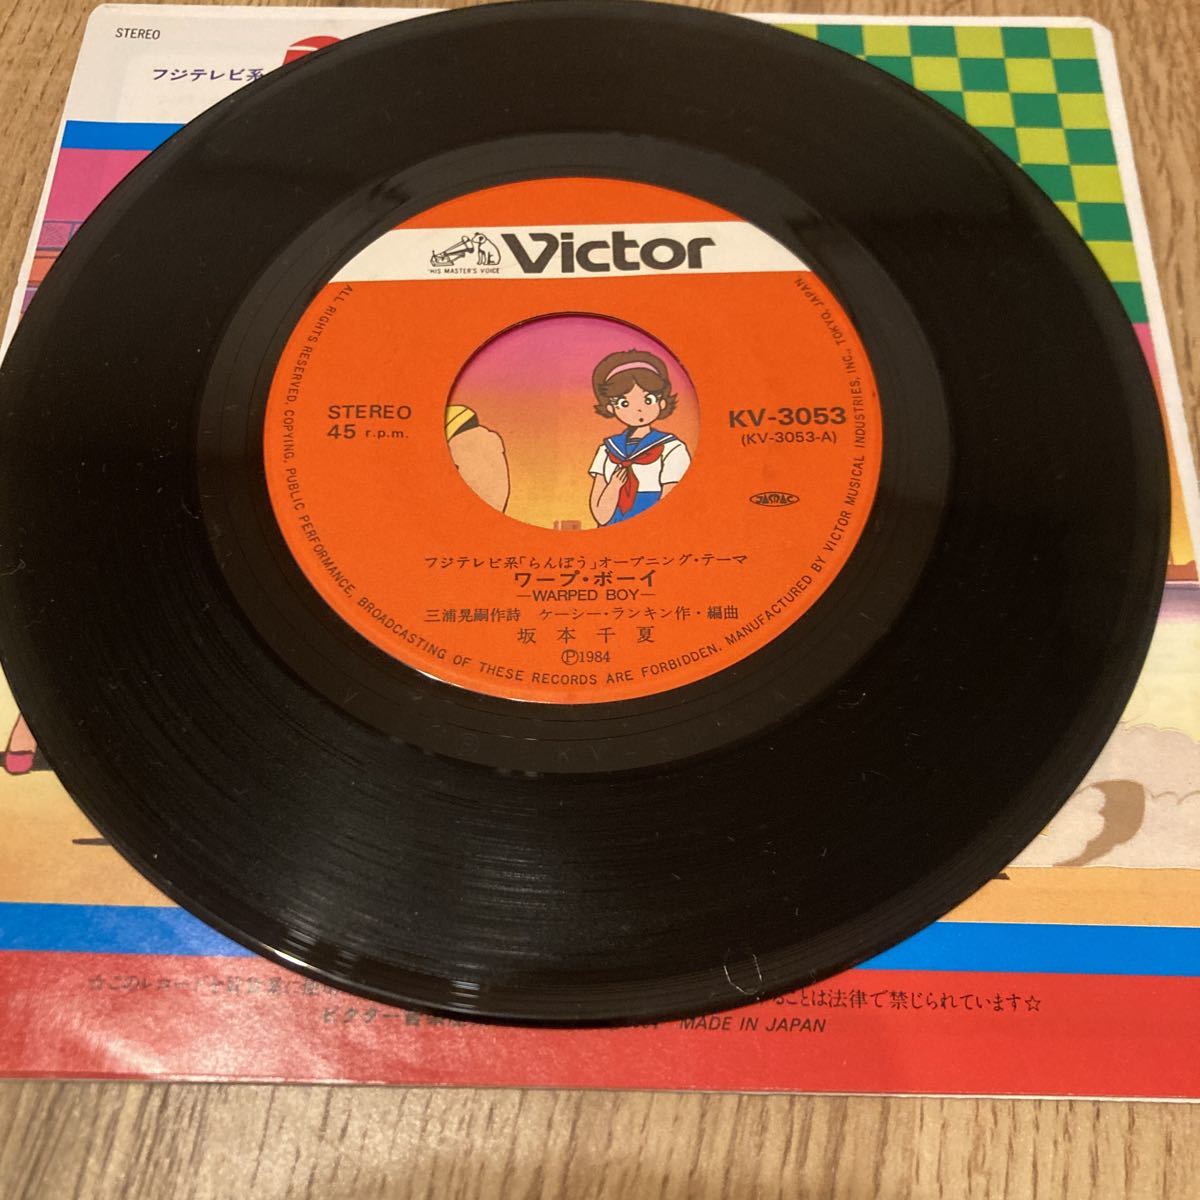 STEREO
フジテレビ系
Victor
"HIS MASTER'S VOICE"
STEREO
45 r.p.m.
KV-3053
(KV-3053-A)
JASRAC
フジテレビ系「らんぽう」オープニング・テーマ
ワープ・ボーイ
—WARPED BOY—
三浦晃嗣作詩 ケーシー・ランキン作・編曲
坂本千夏
Ⓟ1984
ALL RIGHTS RESERVED. COPYING, PUBLIC PERFORMANCE, BROADCASTING OF THESE RECORDS ARE FORBIDDEN. MANUFACTURED BY VICTOR MUSICAL INDUSTRIES, INC., TOKYO, JAPAN
☆このレコードを
ることは法律で禁じられています☆
ビクター音楽
MADE IN JAPAN